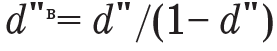 d"ᴮ= d"/(1− d")